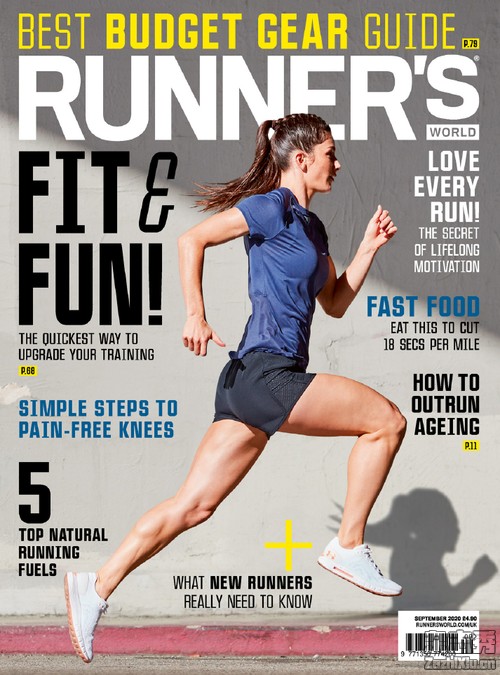 BEST BUDGET GEAR GUIDE P.78
RUNNER'S
WORLD
FIT &
FUN!
THE QUICKEST WAY TO
UPGRADE YOUR TRAINING
P.68
SIMPLE STEPS TO
PAIN-FREE KNEES
5
TOP NATURAL
RUNNING
FUELS
LOVE
EVERY
RUN!
THE SECRET
OF LIFELONG
MOTIVATION
FAST FOOD
EAT THIS TO CUT
18 SECS PER MILE
HOW TO
OUTRUN
AGEING
P.11
+
WHAT NEW RUNNERS
REALLY NEED TO KNOW
SEPTEMBER 2020 £4.90
RUNNERSWORLD.COM/UK